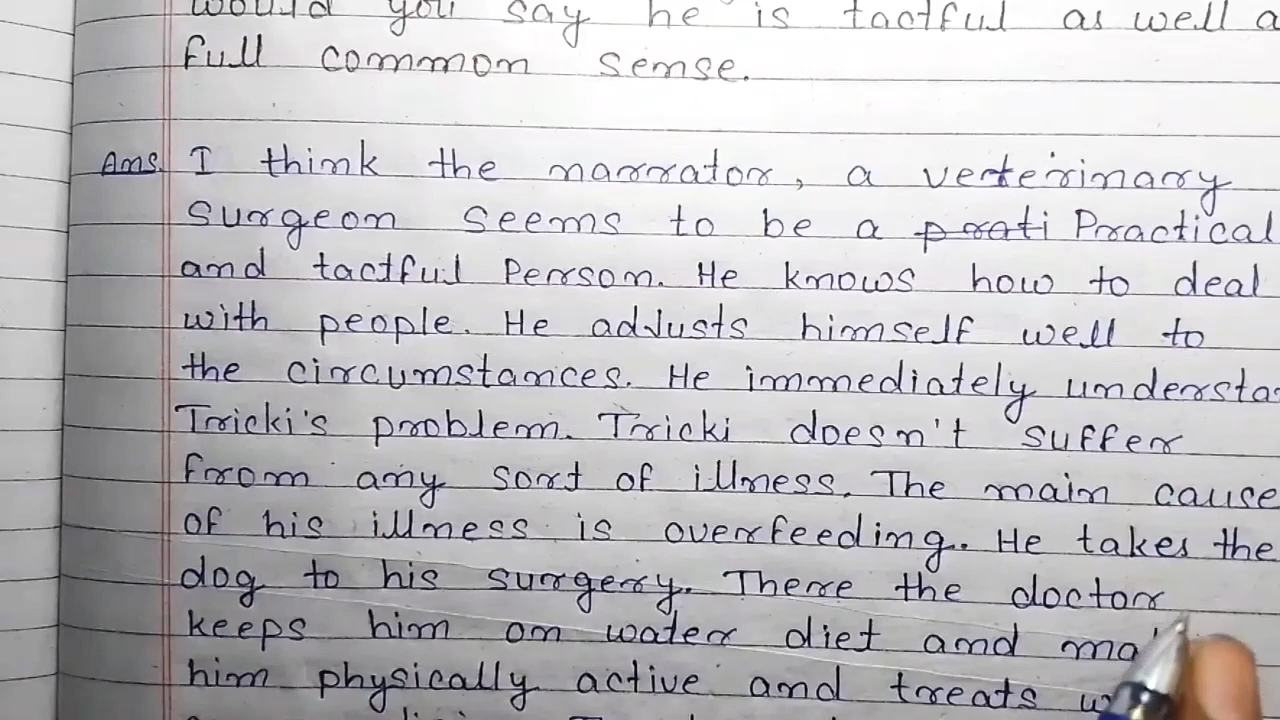 would you say he is tactful as well a
full common sense.
Ans. I think the narrator, a verterinary
surgeon seems to be a prati Practical
and tactful Person. He knows how to deal
with people. He adjusts himself well to
the circumstances. He immediately understa
Tricki's problem. Tricki doesn't suffer
from any sort of illness. The main cause
of his illness is overfeeding. He takes the
dog to his surgery. There the doctor
keeps him on water diet and ma
him physically active and treats